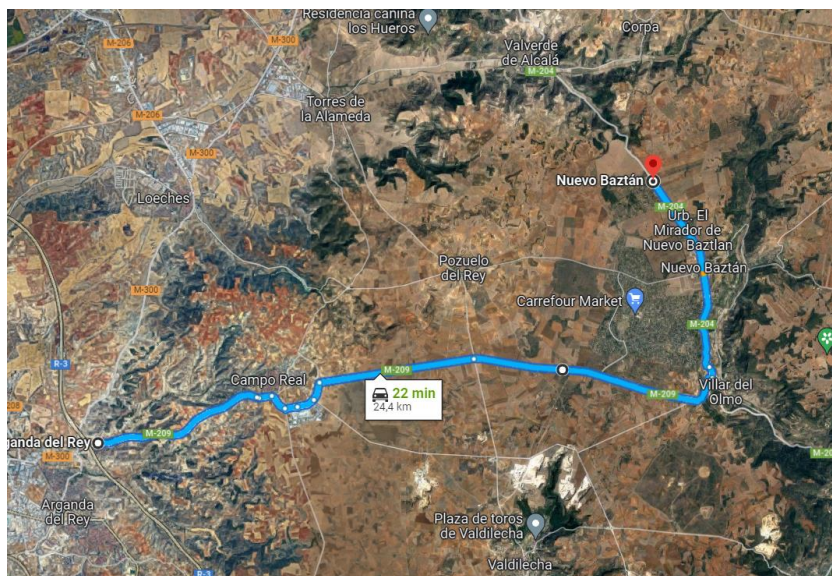 Residencia canina
los Hueros
Corpa
M-206
M-300
Valverde
de Alcalá
M-204
Torres de
la Alameda
M-206
M-300
Nuevo Baztán
M-204
Loeches
Urb. El
Mirador de
Nuevo Baztlan
Pozuelo
del Rey
Nuevo Baztán
M-300
Carrefour Market
M-204
R-3
M-209
Campo Real
22 min
24,4 km
M-209
Villar del
Olmo
ganda del Rey
M-209
M-300
M-20
Arganda
del Rey
Plaza de toros
de Valdilecha
Valdilecha
R-3